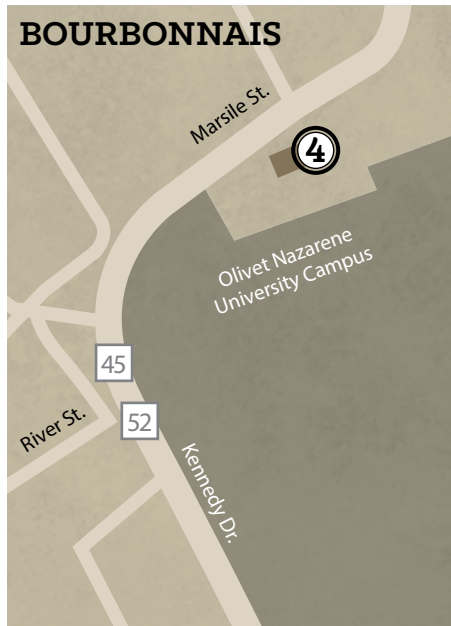 BOURBONNAIS
Marsile St.
4
Olivet Nazarene
University Campus
45
52
River St.
Kennedy Dr.